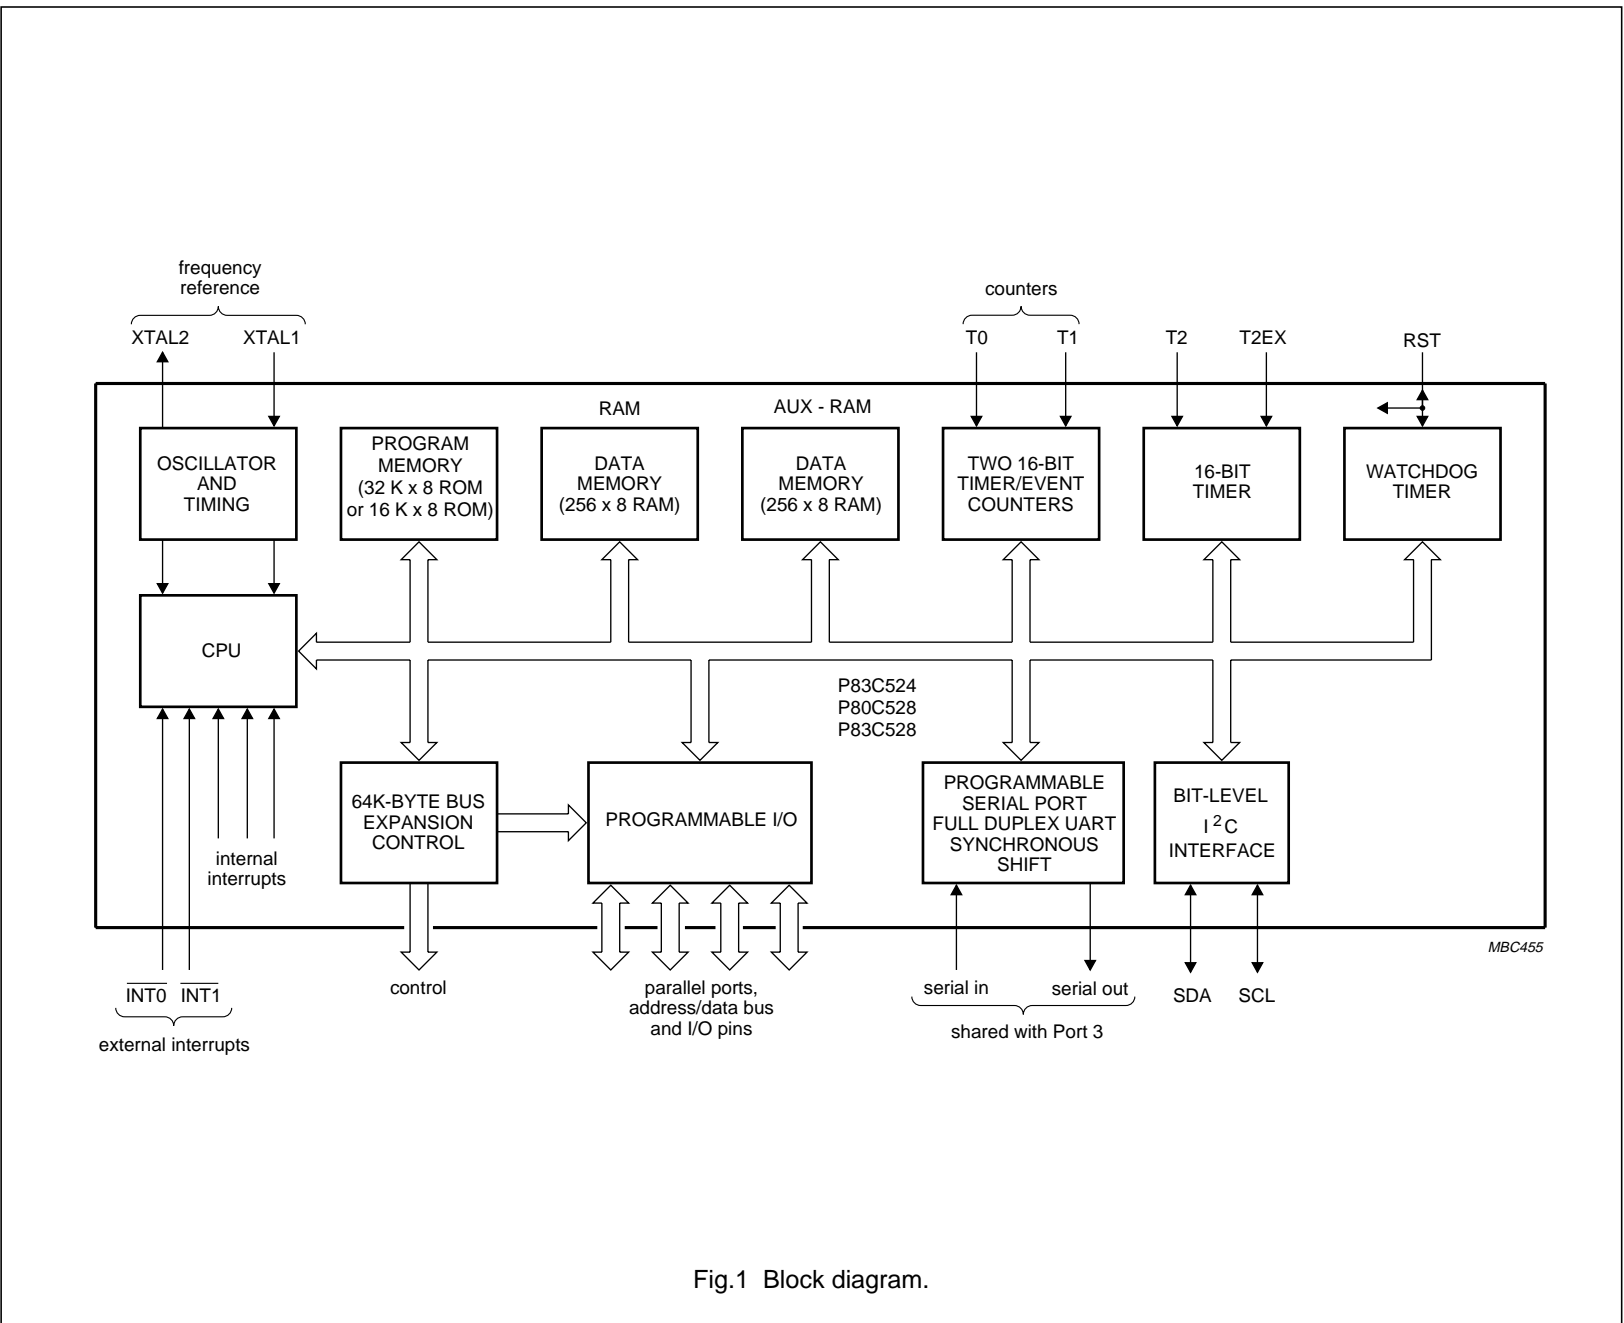 frequency
reference
XTAL2
XTAL1
counters
T0
T1
T2
T2EX
RST
RAM
AUX - RAM
OSCILLATOR
AND
TIMING
PROGRAM
MEMORY
(32 K x 8 ROM
or 16 K x 8 ROM)
DATA
MEMORY
(256 x 8 RAM)
DATA
MEMORY
(256 x 8 RAM)
TWO 16-BIT
TIMER/EVENT
COUNTERS
16-BIT
TIMER
WATCHDOG
TIMER
CPU
P83C524
P80C528
P83C528
internal
interrupts
64K-BYTE BUS
EXPANSION
CONTROL
PROGRAMMABLE I/O
PROGRAMMABLE
SERIAL PORT
FULL DUPLEX UART
SYNCHRONOUS
SHIFT
BIT-LEVEL
I²C
INTERFACE
MBC455
I̅N̅T̅0̅
I̅N̅T̅1̅
external interrupts
control
parallel ports,
address/data bus
and I/O pins
serial in
serial out
shared with Port 3
SDA
SCL
Fig.1 Block diagram.